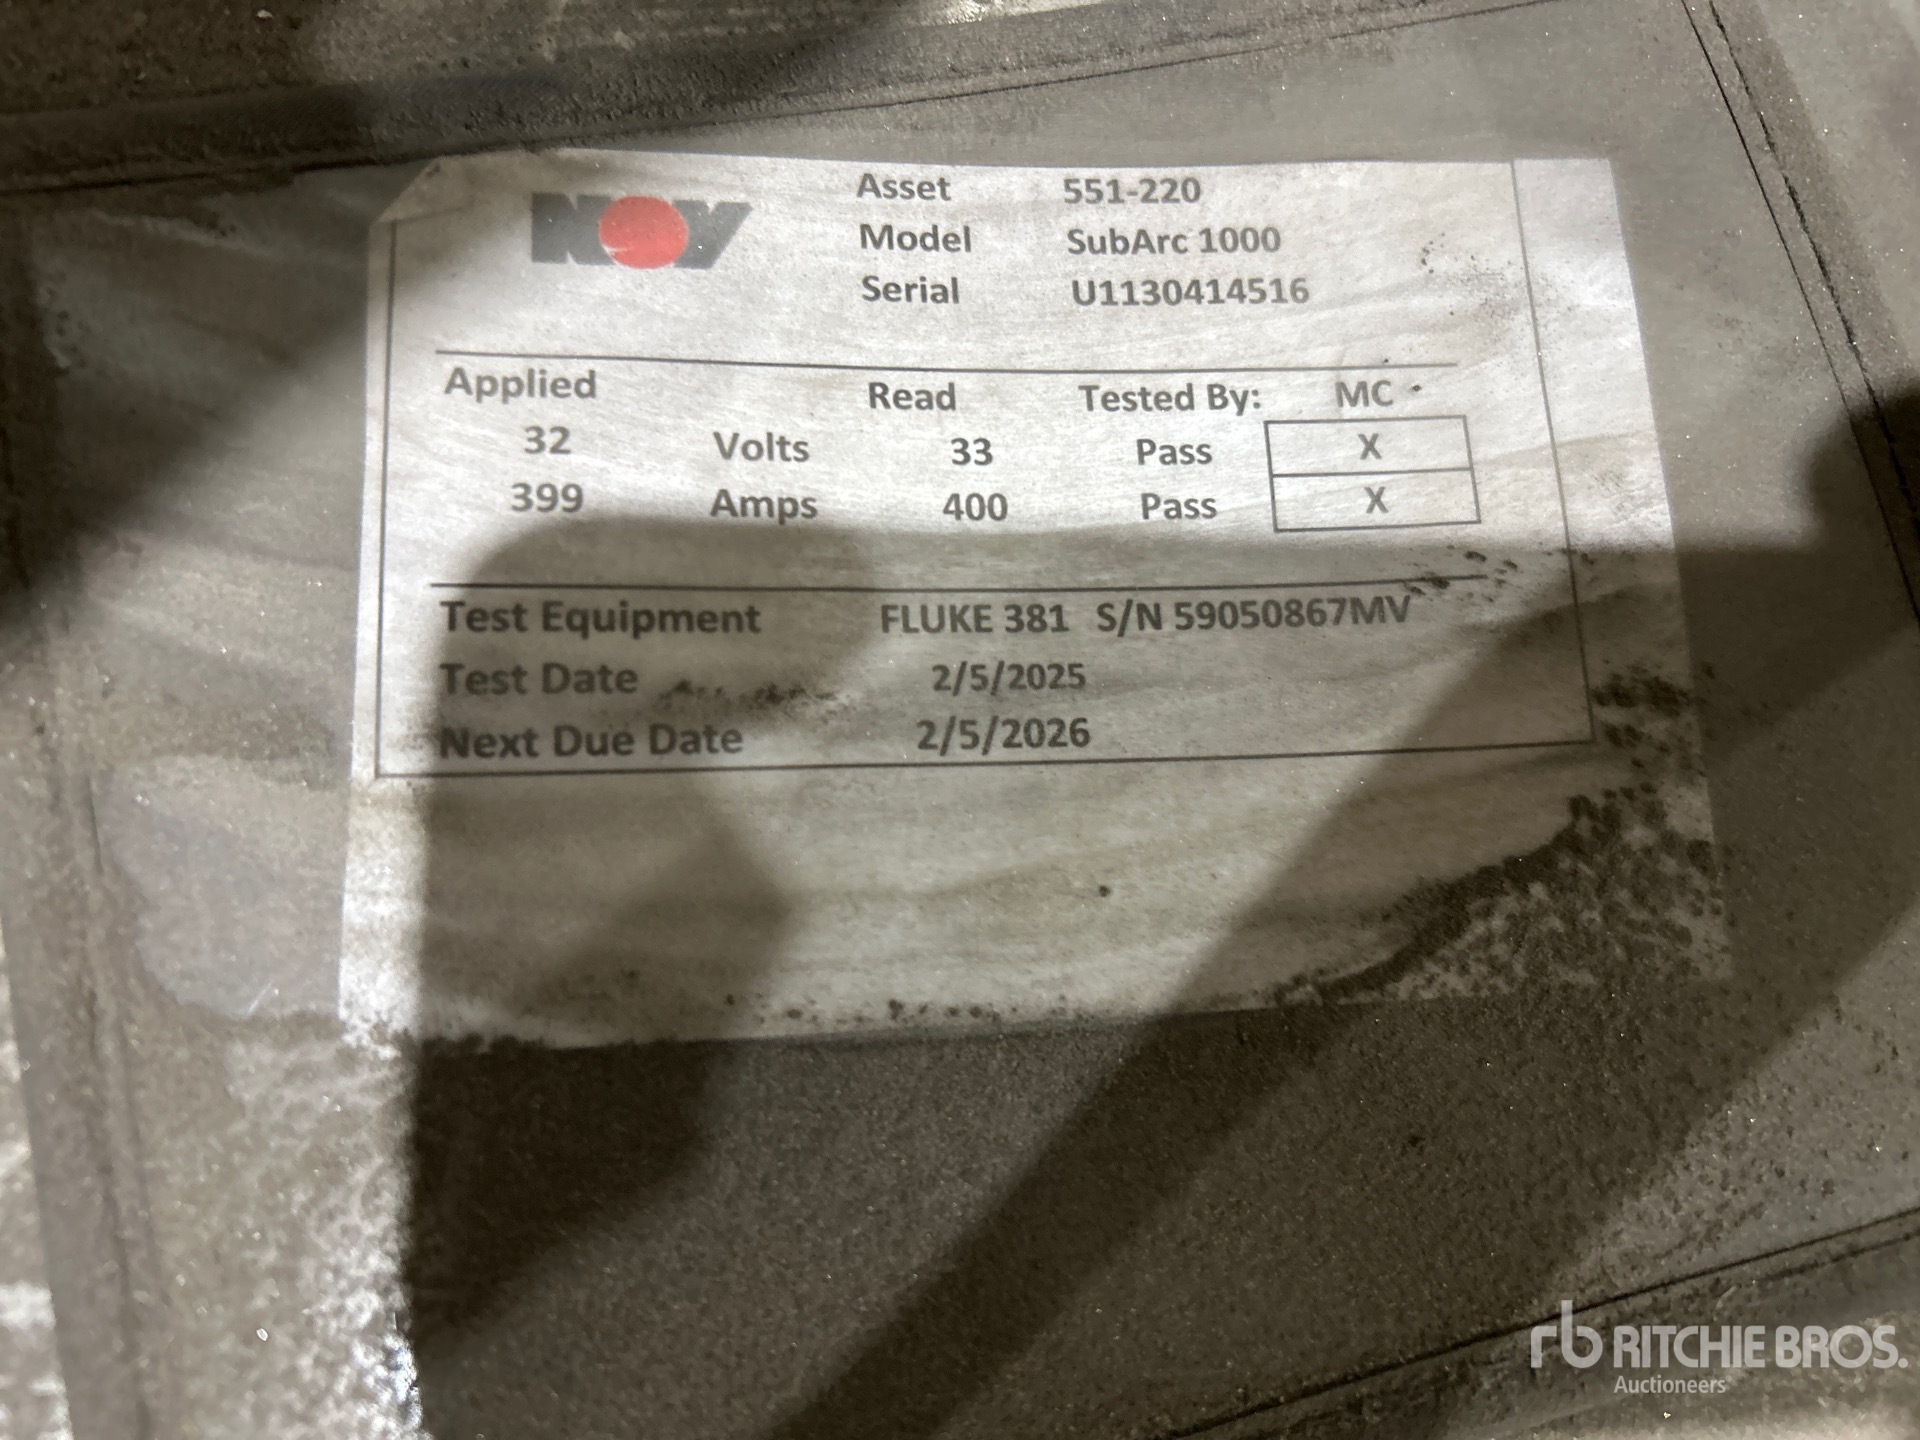 NOV
Asset 551-220
Model SubArc 1000
Serial U1130414516
Applied Read Tested By: MC
32 Volts 33 Pass X
399 Amps 400 Pass X
Test Equipment FLUKE 381 S/N 59050867MV
Test Date 2/5/2025
Next Due Date 2/5/2026
rb RITCHIE BROS.
Auctioneers